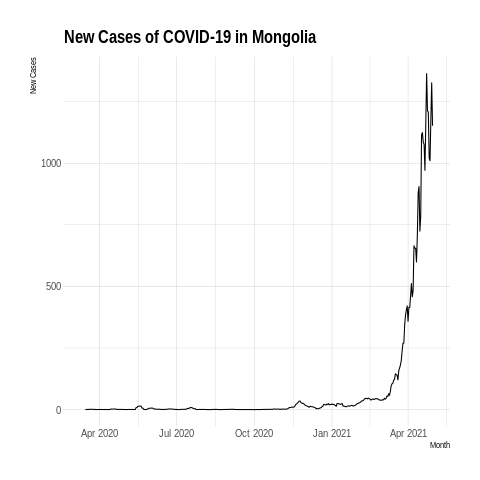 New Cases of COVID-19 in Mongolia
New Cases
1000
500
0
Apr 2020 Jul 2020 Oct 2020 Jan 2021 Apr 2021
Month